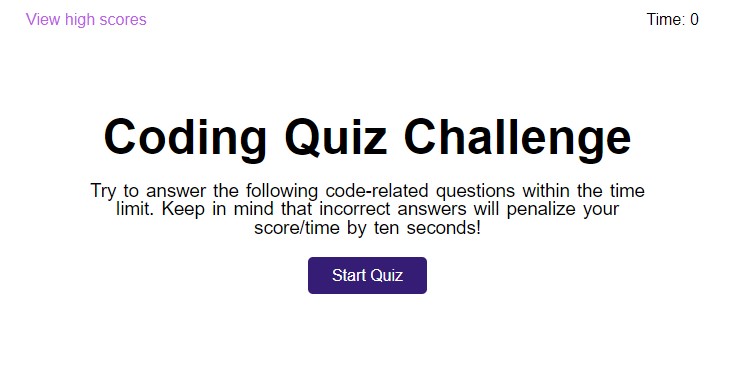 View high scores
Time: 0
Coding Quiz Challenge
Try to answer the following code-related questions within the time
limit. Keep in mind that incorrect answers will penalize your
score/time by ten seconds!
Start Quiz